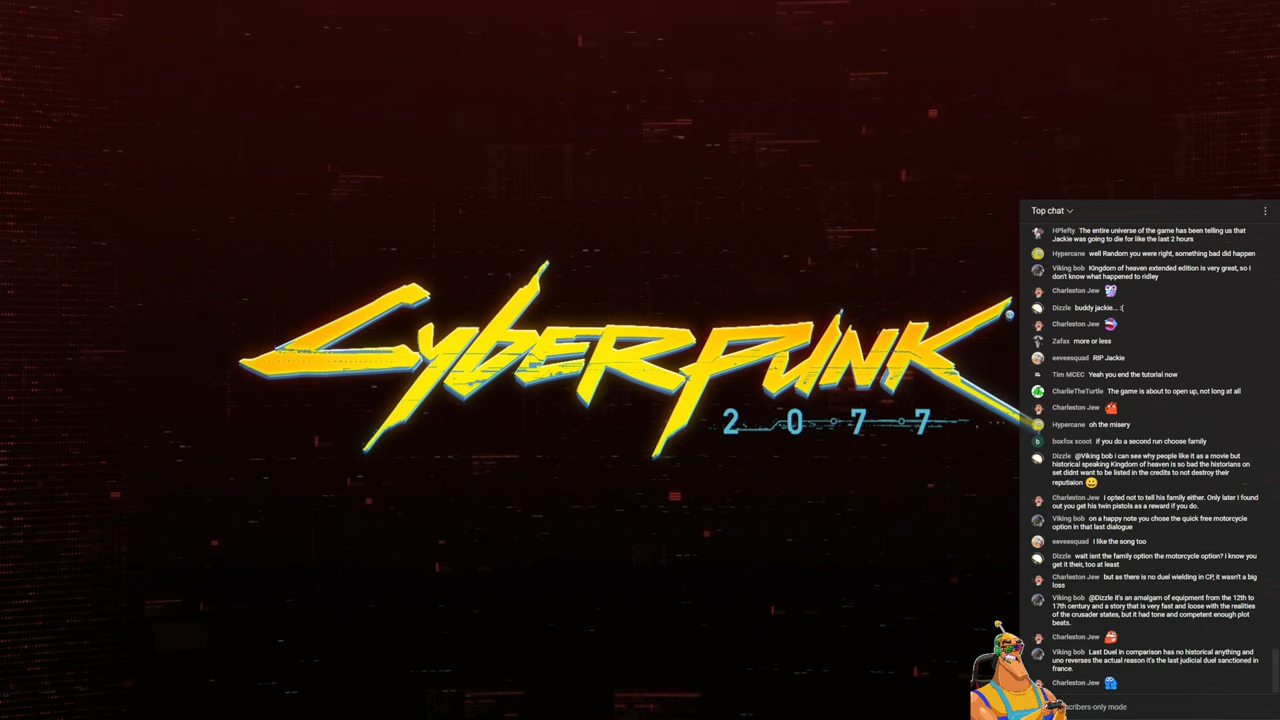 CYBERPUNK
2077
Top chat
HPlefty The entire universe of the game has been telling us that
Jackie was going to die for like the last 2 hours
Hypercane well Random you were right, something bad did happen
Viking bob Kingdom of heaven extended edition is very great, so I
don't know what happened to ridley
Charleston Jew
Dizzle buddy jackie... :(
Charleston Jew
Zafax more or less
eeveesquad RIP Jackie
Tim MCEC Yeah you end the tutorial now
CharlieTheTurtle The game is about to open up, not long at all
Charleston Jew
Hypercane oh the misery
b boxfox scoot if you do a second run choose family
Dizzle @Viking bob i can see why people like it as a movie but
historical speaking Kingdom of heaven is so bad the historians on
set didnt want to be listed in the credits to not destroy their
reputiaion
Charleston Jew I opted not to tell his family either. Only later I found
out you get his twin pistols as a reward if you do.
Viking bob on a happy note you chose the quick free motorcycle
option in that last dialogue
eeveesquad I like the song too
Dizzle wait isnt the family option the motorcycle option? i know you
get it their, too at least
Charleston Jew but as there is no duel wielding in CP, it wasn't a big
loss
Viking bob @Dizzle it's an amalgam of equipment from the 12th to
17th century and a story that is very fast and loose with the realities
of the crusader states, but it had tone and competent enough plot
beats.
Charleston Jew
Viking bob Last Duel in comparison has no historical anything and
uno reverses the actual reason it's the last judicial duel sanctioned in
france.
Charleston Jew
scribers-only mode